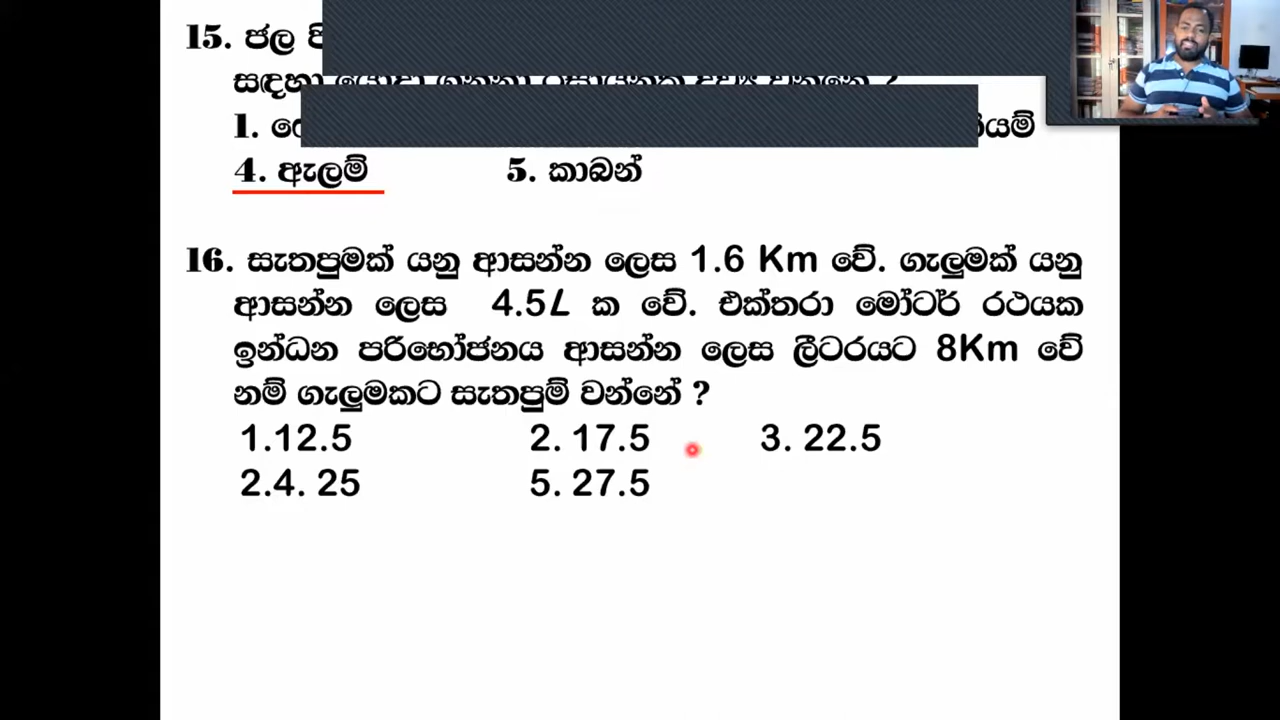 15. ජල
සඳහා
1.
4. ඇලම් 5. කාබන්
16. සැතපුමක් යනු ආසන්න ලෙස 1.6 Km වේ. ගැලුමක් යනු
ආසන්න ලෙස 4.5L ක වේ. එක්තරා මෝටර් රථයක
ඉන්ධන පරිභෝජනය ආසන්න ලෙස ලීටරයට 8Km වේ
නම් ගැලුමකට සැතපුම් වන්නේ ?
1.12.5 2. 17.5 3. 22.5
2.4. 25 5. 27.5